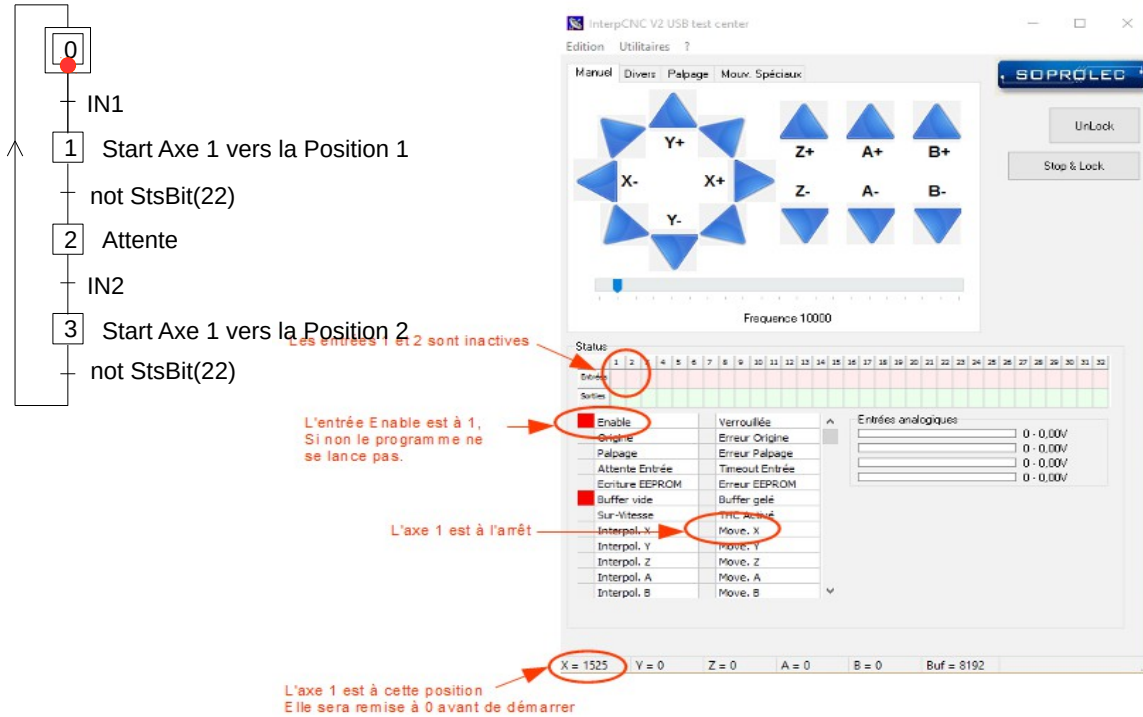 0
IN1
1 Start Axe 1 vers la Position 1
not StsBit(22)
2 Attente
IN2
3 Start Axe 1 vers la Position 2
not StsBit(22)
InterpCNC V2 USB test center
Edition Utilitaires ?
Manuel Divers Palpage Mouv. Spéciaux
SOPROLEC
Y+
X- X+
Y-
Z+ A+ B+
Z- A- B-
UnLock
Stop & Lock
Frequence 10000
Les entrées 1 et 2 sont inactives
Status
1 2 3 4 5 6 7 8 9 10 11 12 13 14 15 16 17 18 19 20 21 22 23 24 25 26 27 28 29 30 31 32
Entrées
Sorties
L'entrée Enable est à 1,
Si non le programme ne
se lance pas.
Enable Verrouillée
Origine Erreur Origine
Palpage Erreur Palpage
Attente Entrée Timeout Entrée
Ecriture EEPROM Erreur EEPROM
Buffer vide Buffer gelé
Sur-Vitesse THC Activé
Interpol. X Move. X
Interpol. Y Move. Y
Interpol. Z Move. Z
Interpol. A Move. A
Interpol. B Move. B
Entrées analogiques
0 - 0,00V
0 - 0,00V
0 - 0,00V
0 - 0,00V
L'axe 1 est à l'arrêt
X = 1525 Y = 0 Z = 0 A = 0 B = 0 Buf = 8192
L'axe 1 est à cette position
Elle sera remise à 0 avant de démarrer